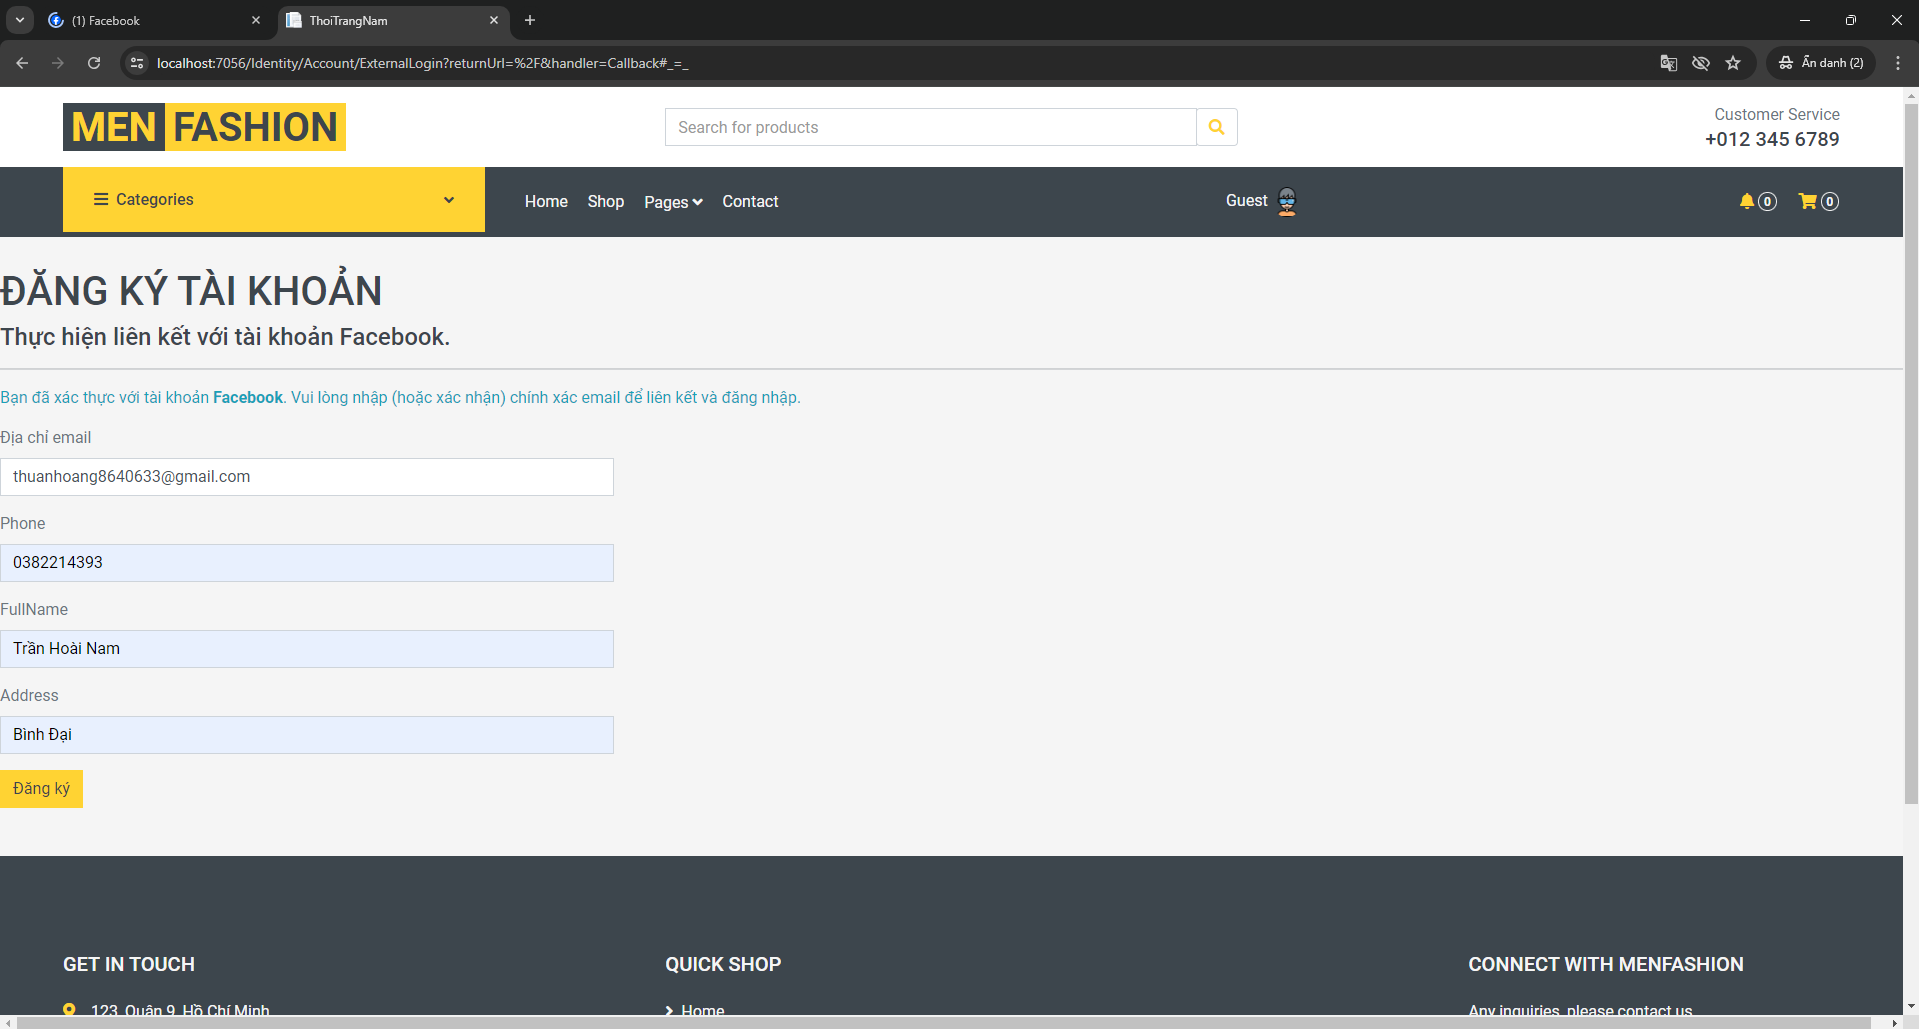 (1) Facebook
ThoiTrangNam
localhost:7056/Identity/Account/ExternalLogin?returnUrl=%2F&handler=Callback#_=_
Ẩn danh (2)
MEN FASHION
Search for products
Customer Service
+012 345 6789
Categories
Home Shop Pages Contact
Guest
0
0
ĐĂNG KÝ TÀI KHOẢN
Thực hiện liên kết với tài khoản Facebook.
Bạn đã xác thực với tài khoản Facebook. Vui lòng nhập (hoặc xác nhận) chính xác email để liên kết và đăng nhập.
Địa chỉ email
thuanhoang8640633@gmail.com
Phone
0382214393
FullName
Trần Hoài Nam
Address
Bình Đại
Đăng ký
GET IN TOUCH
QUICK SHOP
CONNECT WITH MENFASHION
123, Quận 9, Hồ Chí Minh
Home
Any inquiries, please contact us